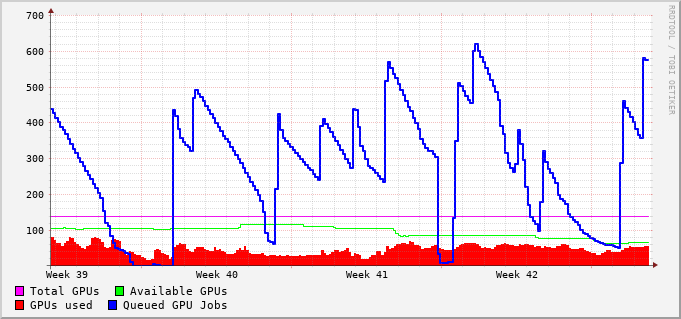 700
600
500
400
300
200
100
Week 39 Week 40 Week 41 Week 42
Total GPUs Available GPUs
GPUs used Queued GPU Jobs
RRDTOOL / TOBI OETIKER